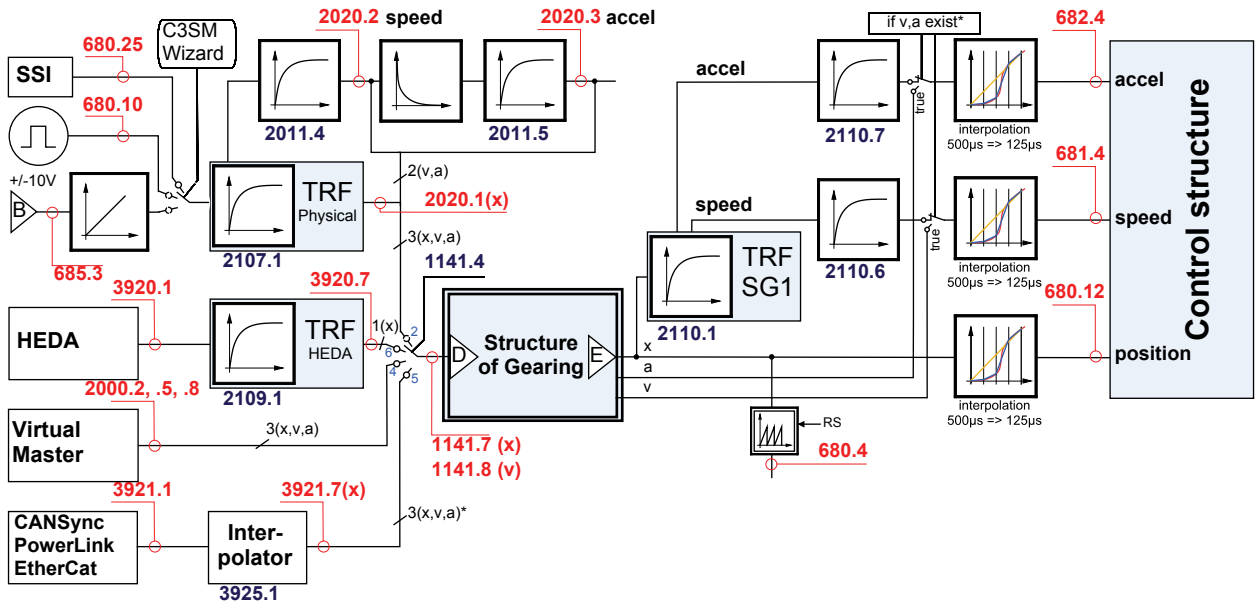 2020.2 speed
2020.3 accel
if v,a exist*
682.4
680.25
C3SM
Wizard
SSI
accel
true
accel
680.10
2011.4
2011.5
2110.7
interpolation
500µs => 125µs
+/-10V
B
TRF
Physical
2(v,a)
2020.1(x)
681.4
speed
true
speed
685.3
2107.1
3(x,v,a)
1141.4
TRF
SG1
2110.6
interpolation
500µs => 125µs
Control structure
3920.1
3920.7
2110.1
680.12
HEDA
TRF
HEDA
1(x)
2
6
4
5
D
Structure
of Gearing
E
x
a
v
position
2109.1
2000.2, .5, .8
interpolation
500µs => 125µs
Virtual
Master
3(x,v,a)
1141.7 (x)
1141.8 (v)
RS
680.4
3921.1
3921.7(x)
CANSync
PowerLink
EtherCat
Inter-
polator
3(x,v,a)*
3925.1